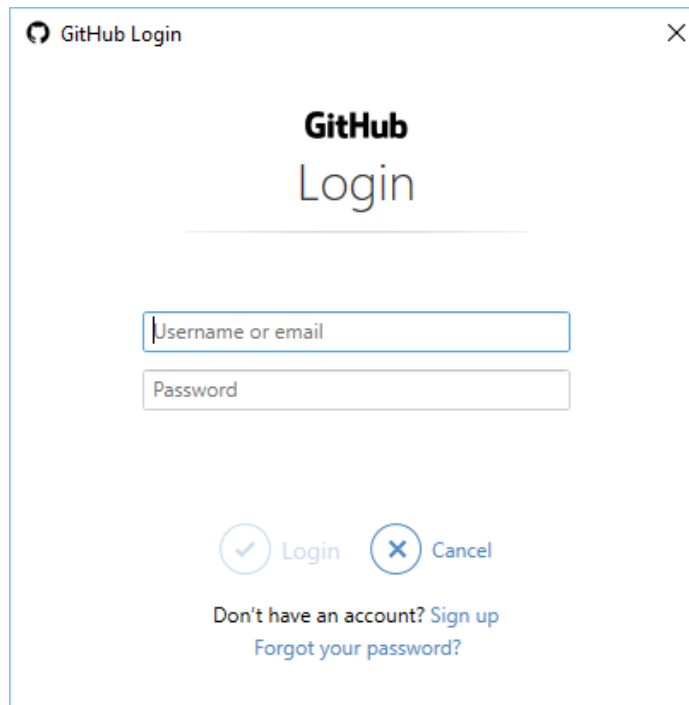 GitHub Login
GitHub
Login
Username or email
Password
Login Cancel
Don't have an account? Sign up
Forgot your password?